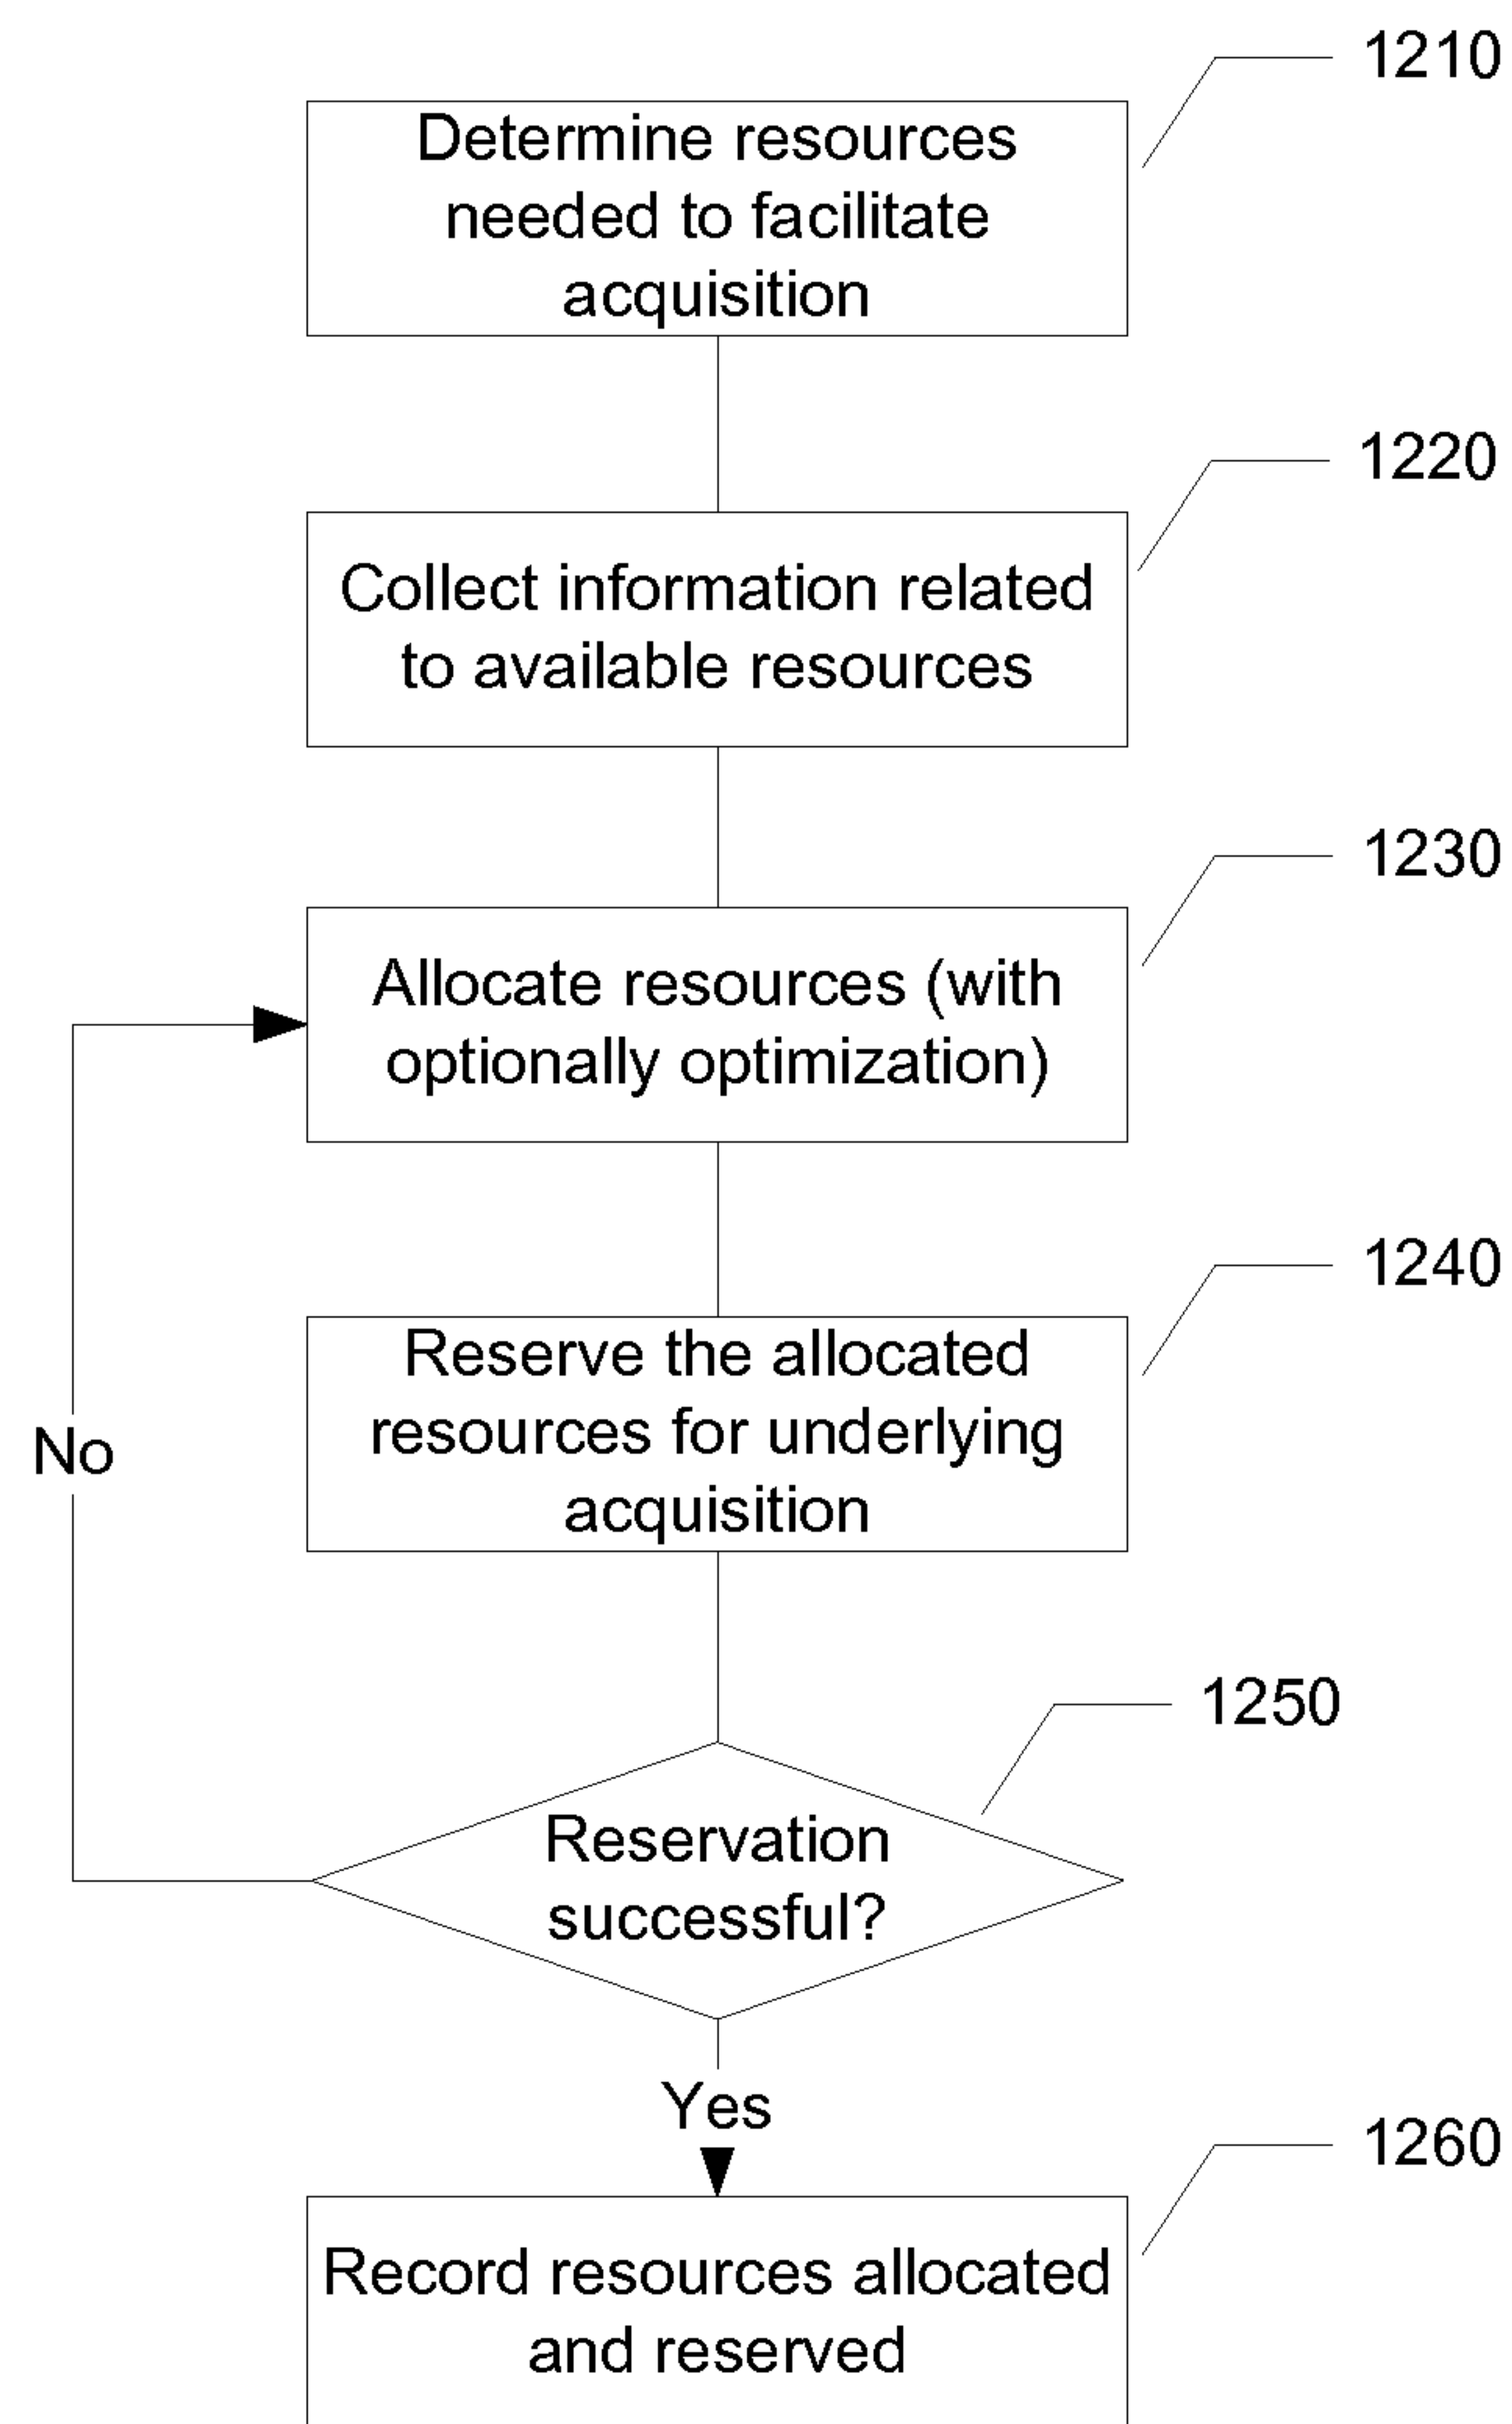 1210
Determine resources
needed to facilitate
acquisition
1220
Collect information related
to available resources
1230
Allocate resources (with
optionally optimization)
1240
Reserve the allocated
resources for underlying
acquisition
No
1250
Reservation
successful?
Yes
1260
Record resources allocated
and reserved